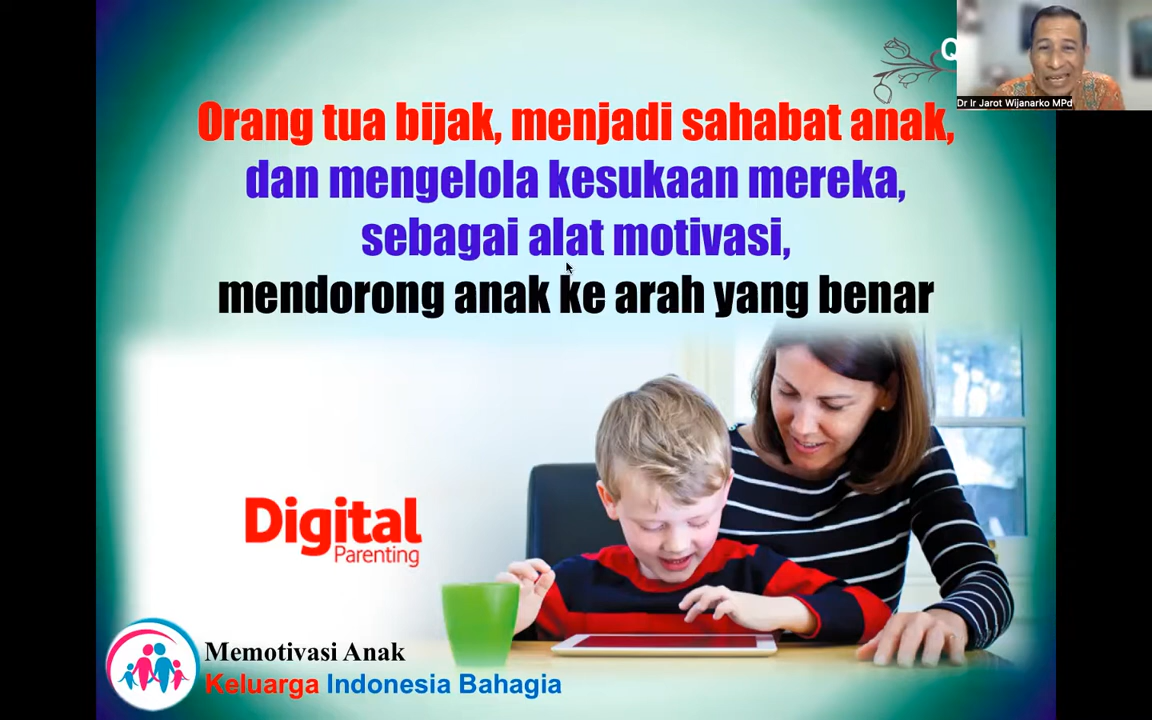 Q
Dr Ir Jarot Wijanarko MPd
Orang tua bijak, menjadi sahabat anak,
dan mengelola kesukaan mereka,
sebagai alat motivasi,
mendorong anak ke arah yang benar
Digital
Parenting
Memotivasi Anak
Keluarga Indonesia Bahagia